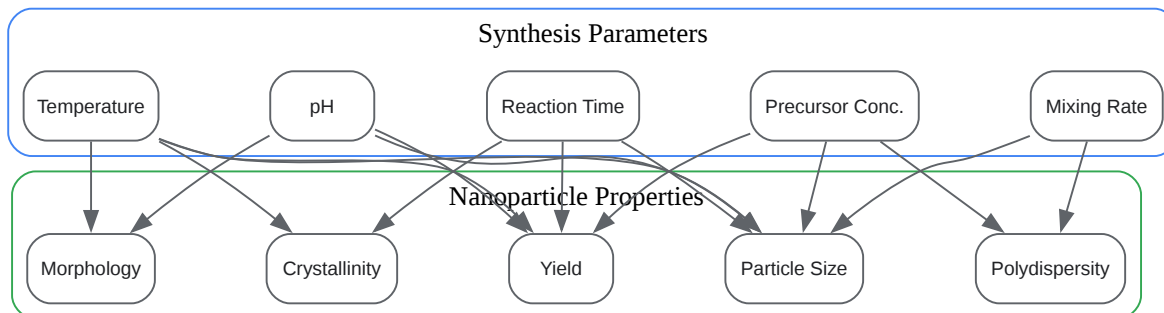 Synthesis Parameters
Temperature
pH
Reaction Time
Precursor Conc.
Mixing Rate
Nanoparticle Properties
Morphology
Crystallinity
Yield
Particle Size
Polydispersity